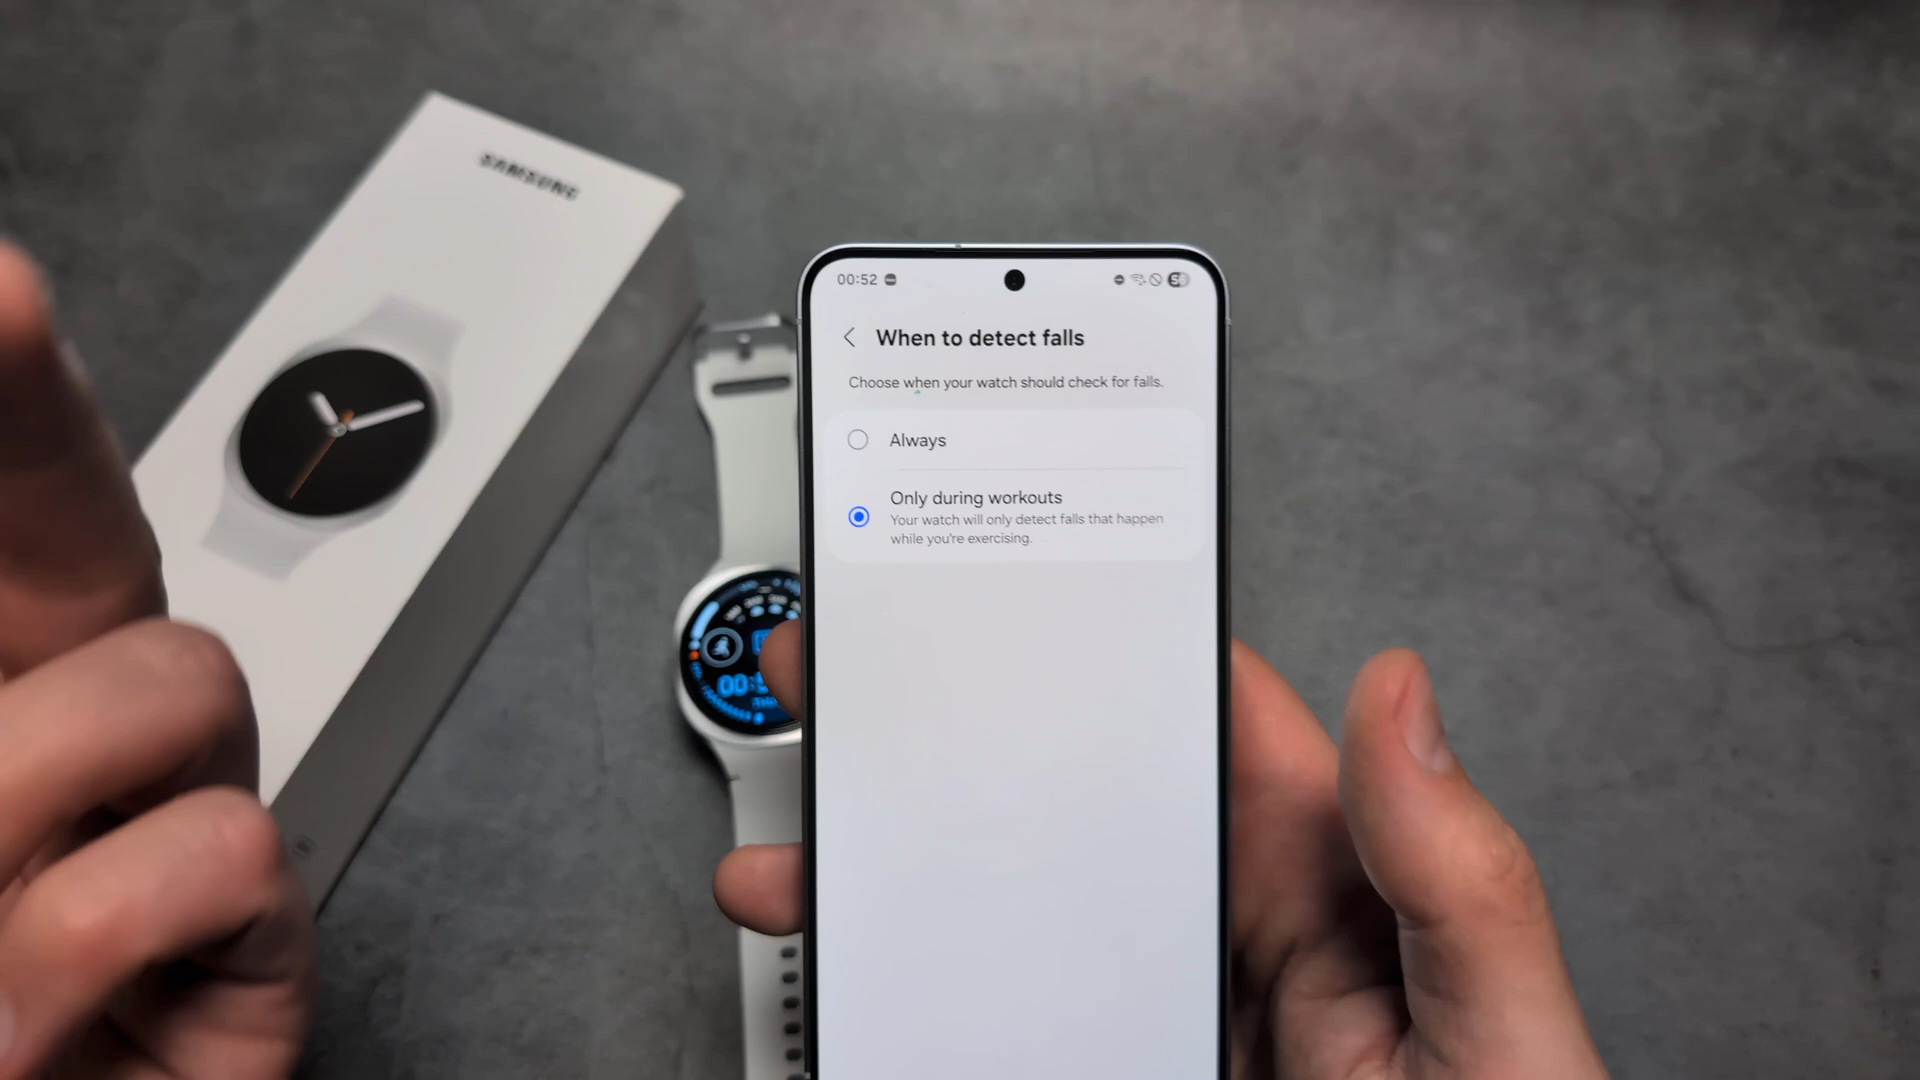 SAMSUNG
00:52
When to detect falls
Choose when your watch should check for falls.
Always
Only during workouts
Your watch will only detect falls that happen
while you're exercising.